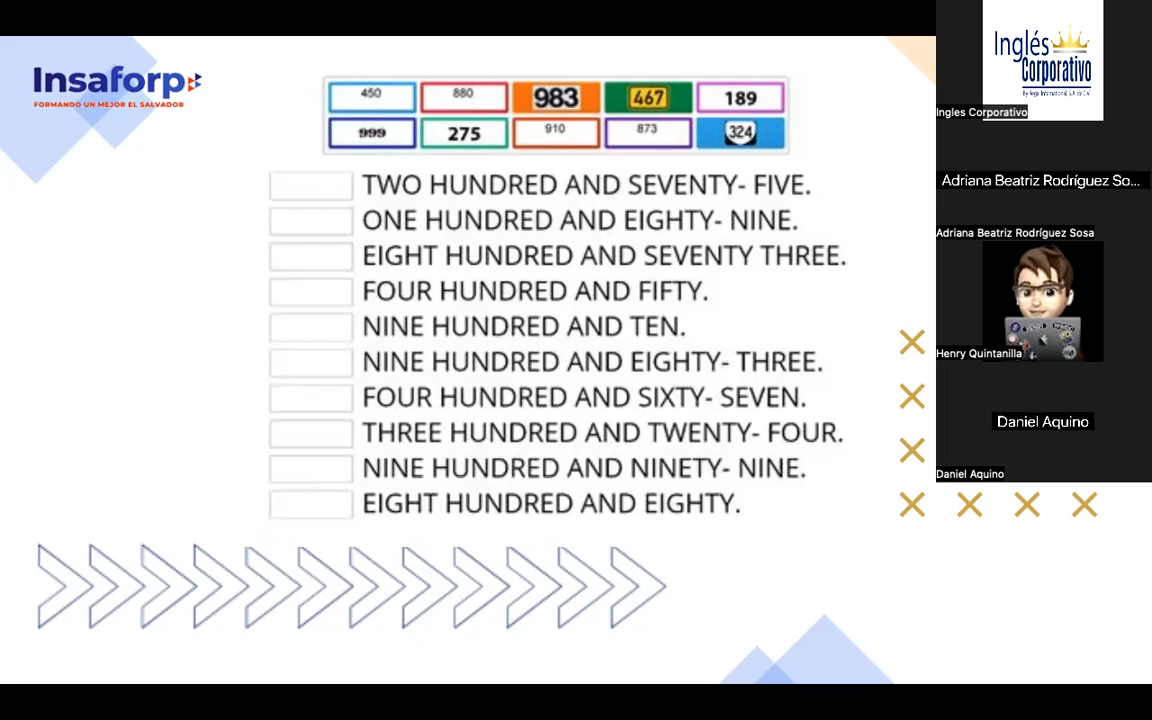 Insaforp
FORMANDO UN MEJOR EL SALVADOR
450 880 983 467 189
999 275 910 873 324
TWO HUNDRED AND SEVENTY- FIVE.
ONE HUNDRED AND EIGHTY- NINE.
EIGHT HUNDRED AND SEVENTY THREE.
FOUR HUNDRED AND FIFTY.
NINE HUNDRED AND TEN.
NINE HUNDRED AND EIGHTY- THREE.
FOUR HUNDRED AND SIXTY- SEVEN.
THREE HUNDRED AND TWENTY- FOUR.
NINE HUNDRED AND NINETY- NINE.
EIGHT HUNDRED AND EIGHTY.
Inglés
Corporativo
Ingles Corporativo
Adriana Beatriz Rodríguez So...
Adriana Beatriz Rodríguez Sosa
Henry Quintanilla
Daniel Aquino
Daniel Aquino